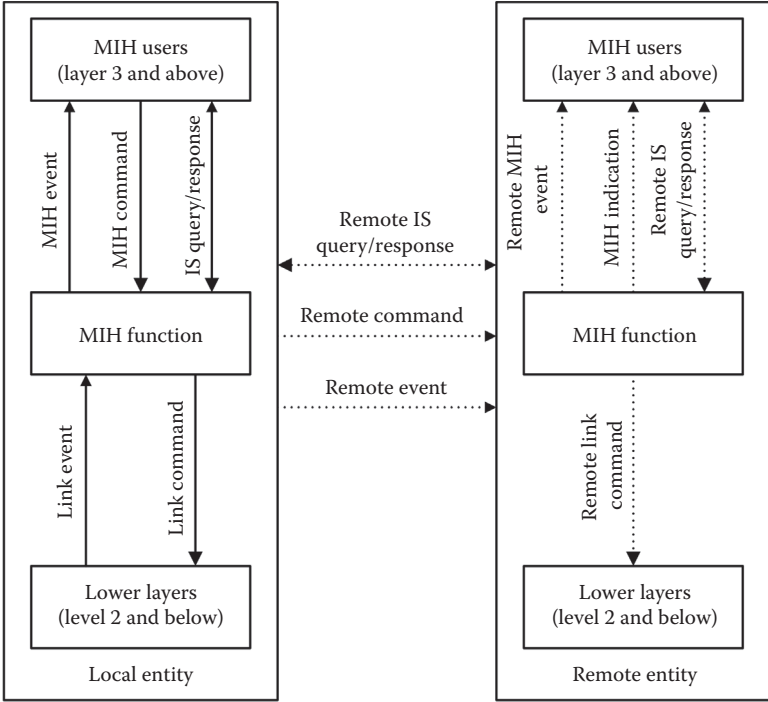 MIH users
(layer 3 and above)
MIH event
MIH command
IS query/response
MIH function
Link event
Link command
Lower layers
(level 2 and below)
Local entity
Remote IS
query/response
Remote command
Remote event
MIH users
(layer 3 and above)
Remote MIH
event
MIH indication
Remote IS
query/response
MIH function
Remote link
command
Lower layers
(level 2 and below)
Remote entity